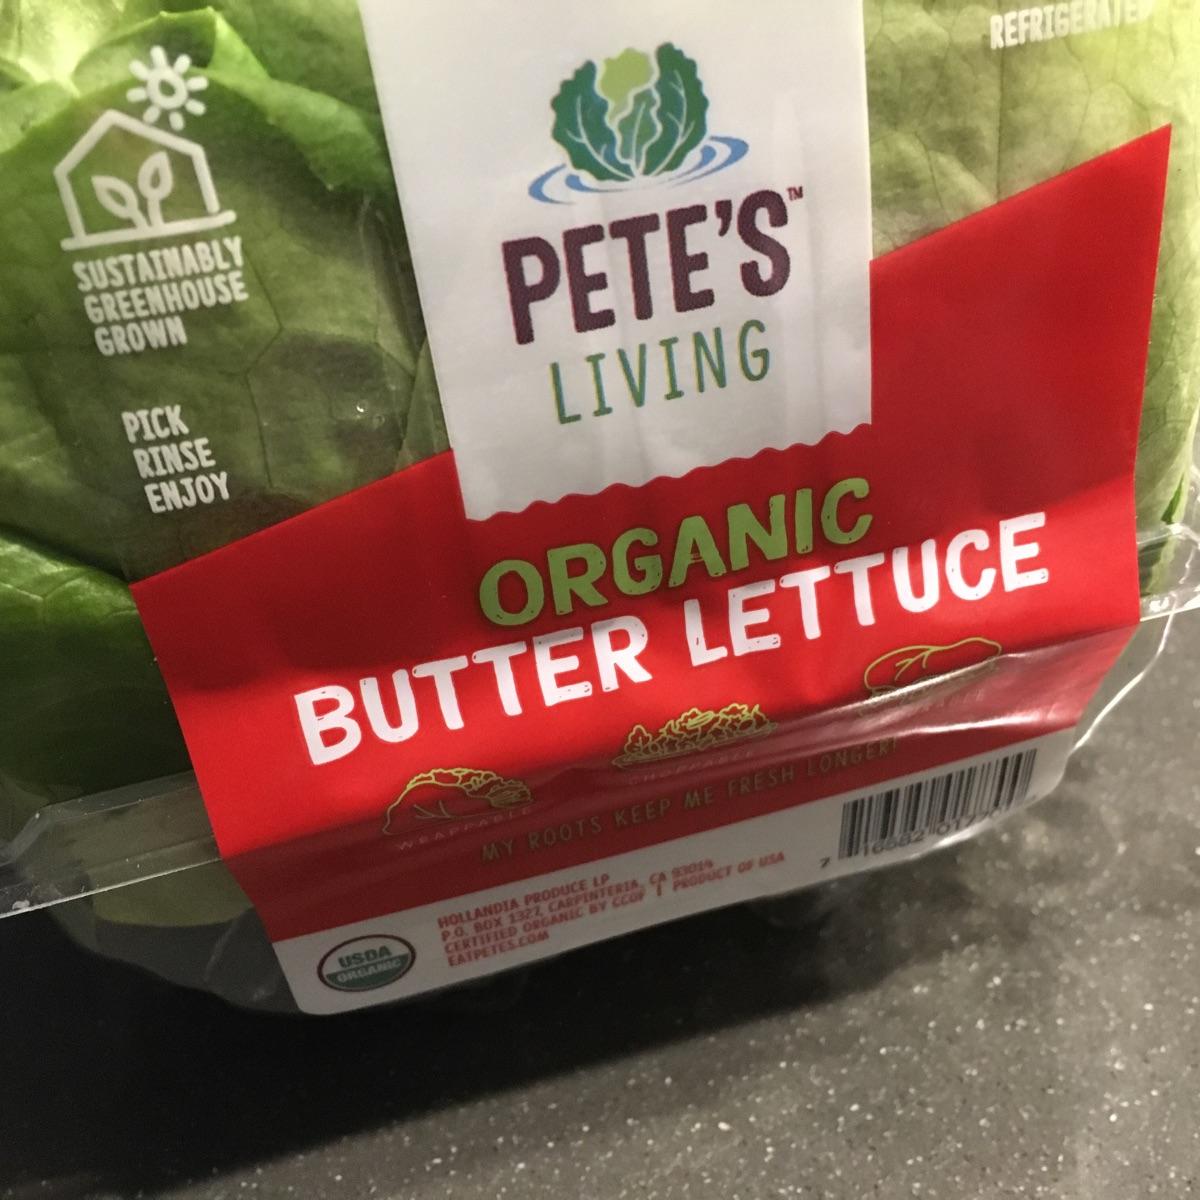 REFRIGERATED
SUSTAINABLY
GREENHOUSE
GROWN
PICK
RINSE
ENJOY
PETE'S™
LIVING
ORGANIC
BUTTER LETTUCE
WRAPPABLE
CHOPPABLE
MY ROOTS KEEP ME FRESH LONGER!
HOLLANDIA PRODUCE LP
P.O. BOX 1327, CARPINTERIA, CA 93014
CERTIFIED ORGANIC BY CCOF | PRODUCT OF USA
EATPETES.COM
USDA
ORGANIC
7